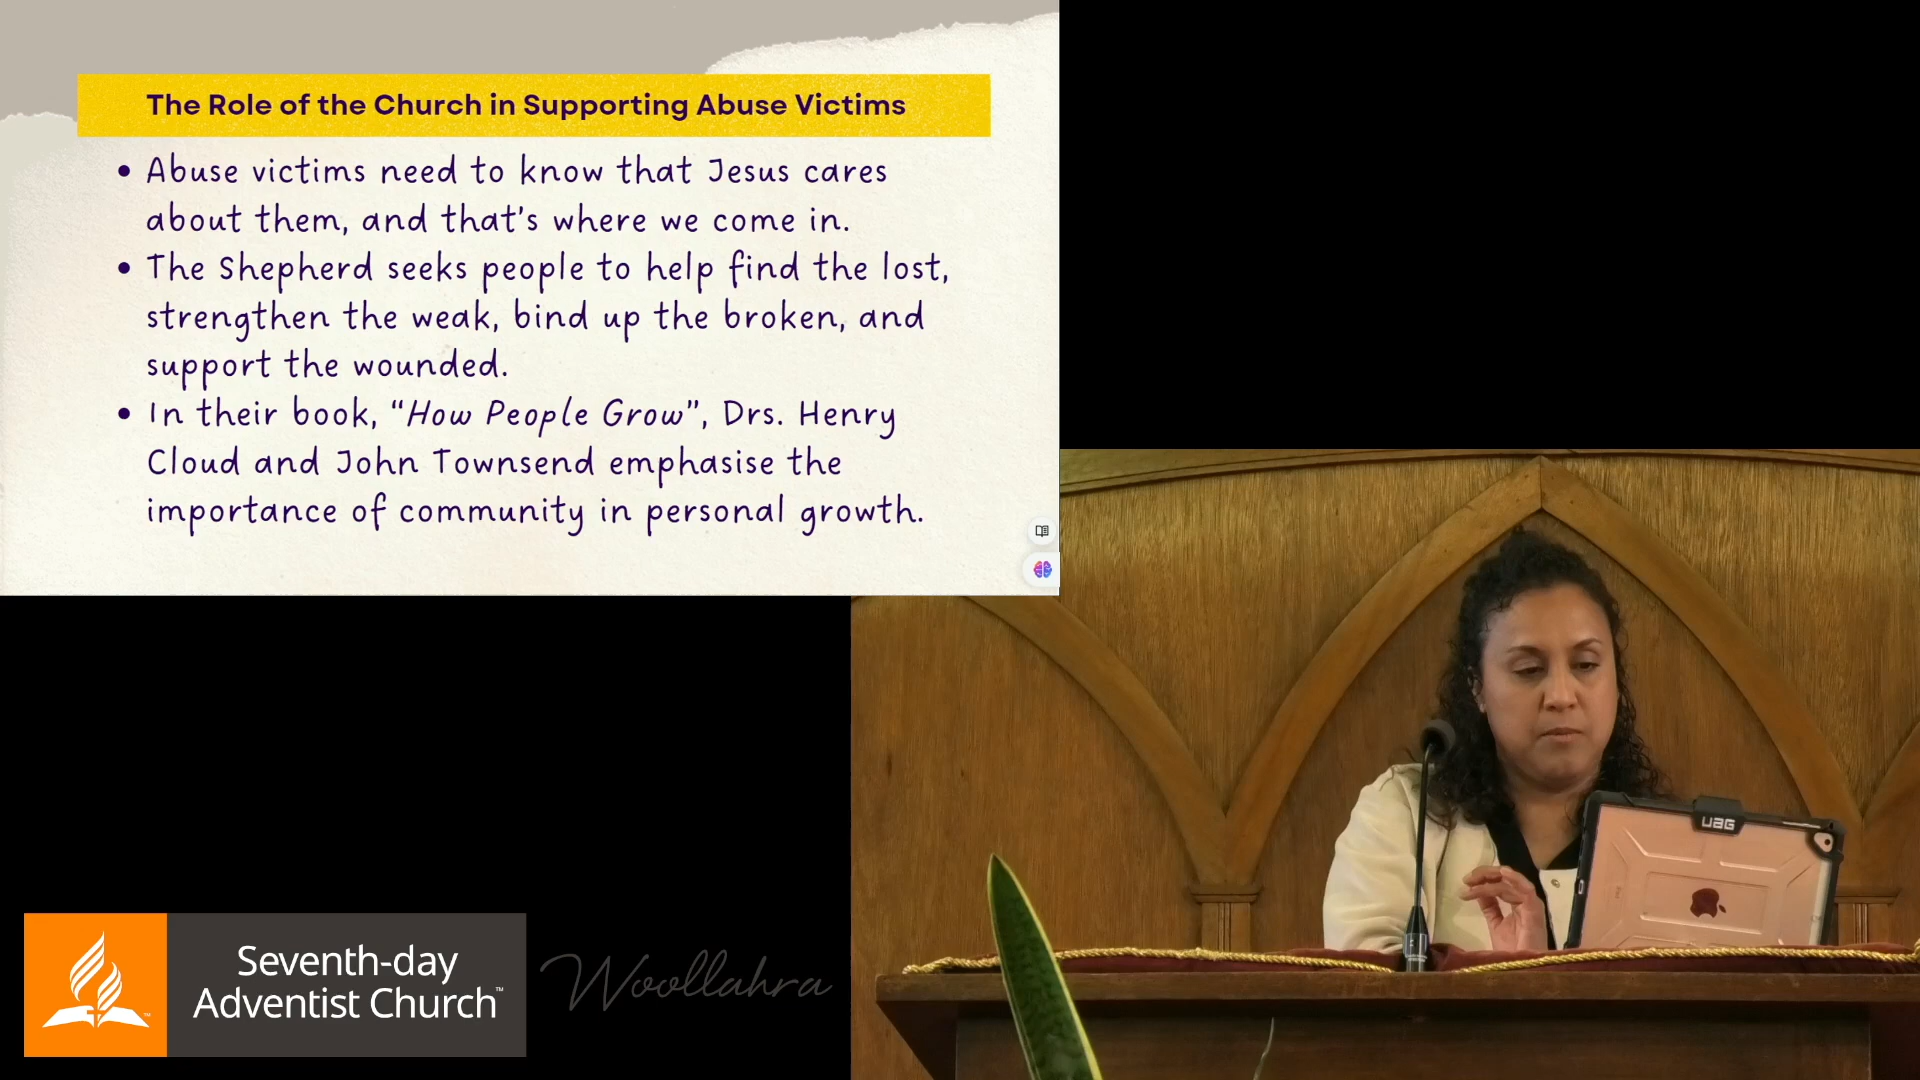 The Role of the Church in Supporting Abuse Victims
• Abuse victims need to know that Jesus cares
about them, and that's where we come in.
• The Shepherd seeks people to help find the lost,
strengthen the weak, bind up the broken, and
support the wounded.
• In their book, “How People Grow”, Drs. Henry
Cloud and John Townsend emphasise the
importance of community in personal growth.
UAG
Seventh-day
Adventist Church™
Woollahra